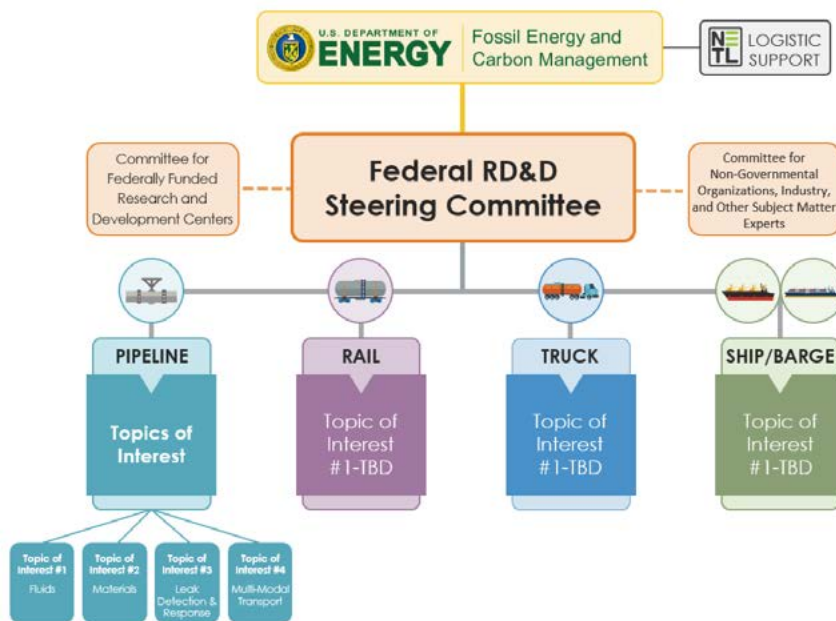 U.S. DEPARTMENT OF
ENERGY
Fossil Energy and
Carbon Management
NETL
LOGISTIC
SUPPORT
Committee for
Federally Funded
Research and
Development Centers
Federal RD&D
Steering Committee
Committee for
Non-Governmental
Organizations, Industry,
and Other Subject Matter
Experts
PIPELINE
Topics of
Interest
RAIL
Topic of
Interest
#1-TBD
TRUCK
Topic of
Interest
#1-TBD
SHIP/BARGE
Topic of
Interest
#1-TBD
Topic of
Interest #1
Fluids
Topic of
Interest #2
Materials
Topic of
Interest #3
Leak
Detection &
Response
Topic of
Interest #4
Multi-Modal
Transport